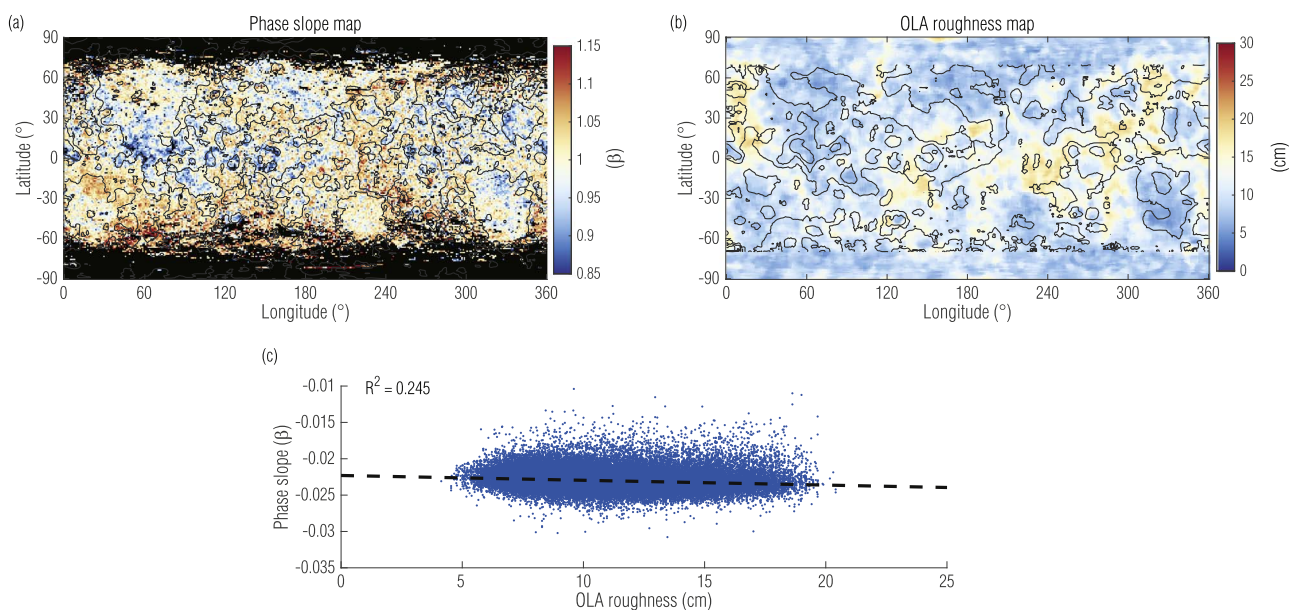 (a)
Phase slope map
90
60
30
0
-30
-60
-90
Latitude (°)
0 60 120 180 240 300 360
Longitude (°)
1.15
1.1
1.05
1
0.95
0.9
0.85
(β)
(b)
OLA roughness map
90
60
30
0
-30
-60
-90
Latitude (°)
0 60 120 180 240 300 360
Longitude (°)
30
25
20
15
10
5
0
(cm)
(c)
R² = 0.245
-0.01
-0.015
-0.02
-0.025
-0.03
-0.035
Phase slope (β)
0 5 10 15 20 25
OLA roughness (cm)